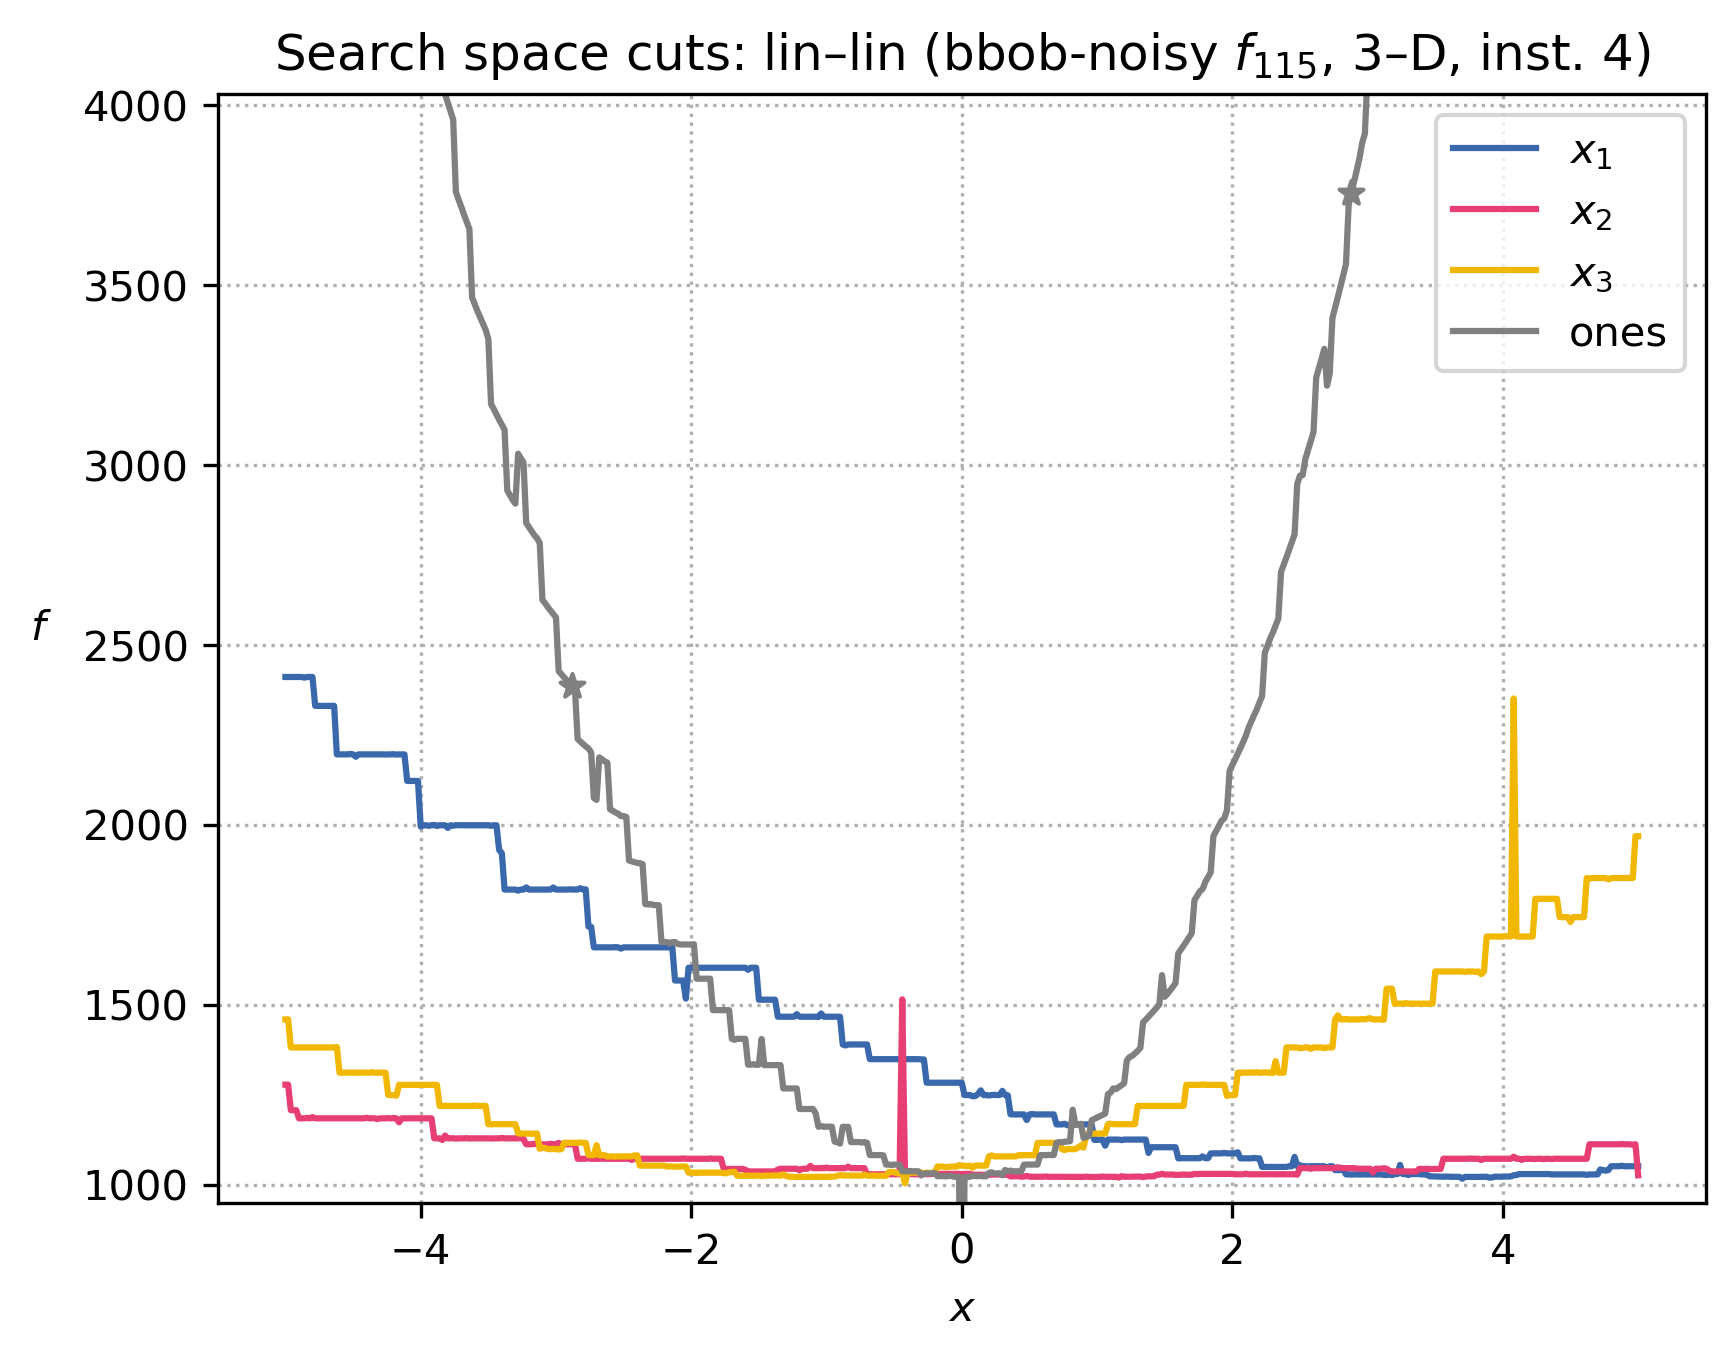 Search space cuts: lin–lin (bbob-noisy f₁₁₅, 3–D, inst. 4)
4000
3500
3000
2500
2000
1500
1000
f
x₁
x₂
x₃
ones
−4 −2 0 2 4
x